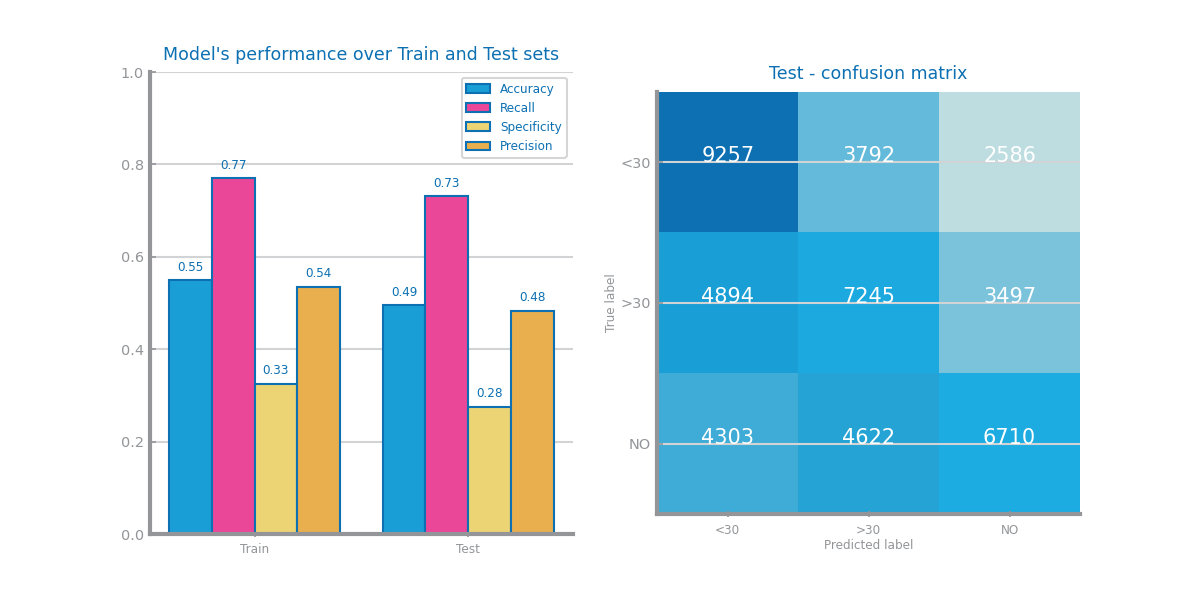 Model's performance over Train and Test sets
1.0
0.8
0.6
0.4
0.2
0.0
Accuracy
Recall
Specificity
Precision
0.55
0.77
0.33
0.54
0.49
0.73
0.28
0.48
Train
Test
Test - confusion matrix
True label
<30
9257
3792
2586
>30
4894
7245
3497
NO
4303
4622
6710
<30
>30
NO
Predicted label